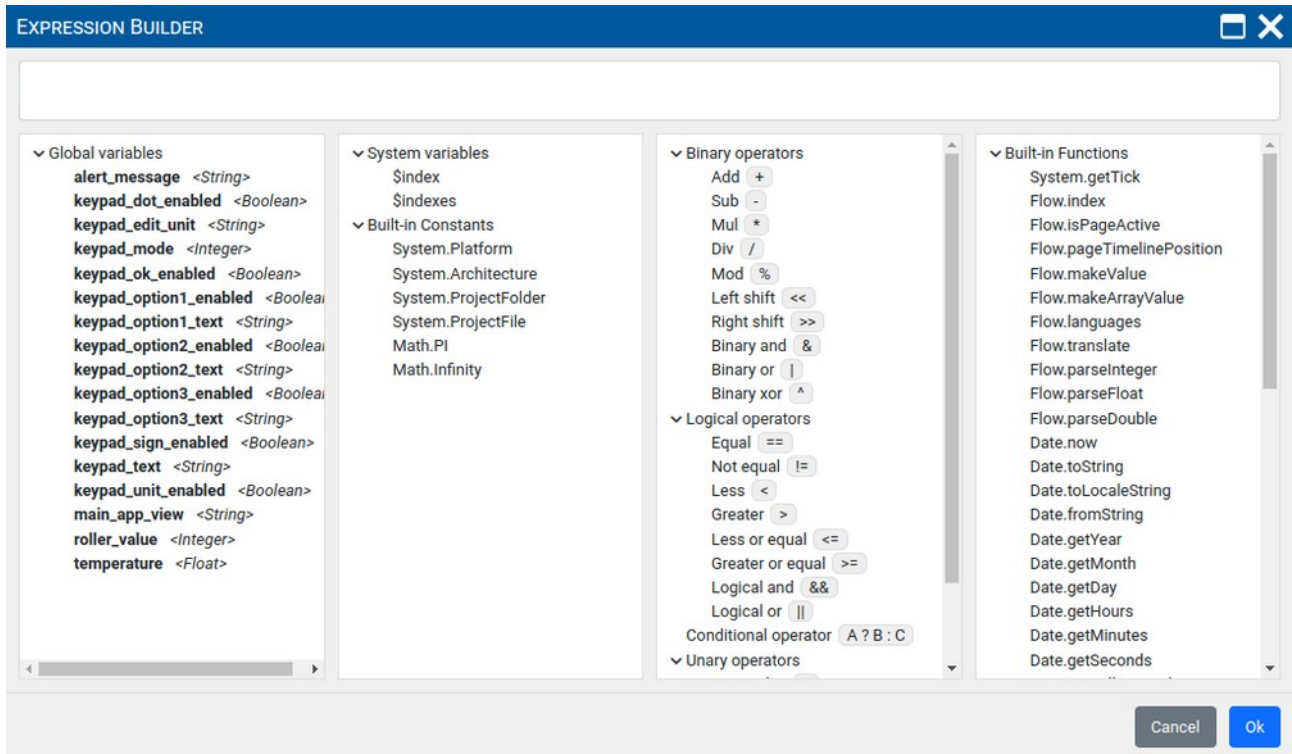 EXPRESSION BUILDER
Global variables
alert_message <String>
keypad_dot_enabled <Boolean>
keypad_edit_unit <String>
keypad_mode <Integer>
keypad_ok_enabled <Boolean>
keypad_option1_enabled <Boolea
keypad_option1_text <String>
keypad_option2_enabled <Boolea
keypad_option2_text <String>
keypad_option3_enabled <Boolea
keypad_option3_text <String>
keypad_sign_enabled <Boolean>
keypad_text <String>
keypad_unit_enabled <Boolean>
main_app_view <String>
roller_value <Integer>
temperature <Float>
System variables
$index
$indexes
Built-in Constants
System.Platform
System.Architecture
System.ProjectFolder
System.ProjectFile
Math.PI
Math.Infinity
Binary operators
Add +
Sub -
Mul *
Div /
Mod %
Left shift <<
Right shift >>
Binary and &
Binary or |
Binary xor ^
Logical operators
Equal ==
Not equal !=
Less <
Greater >
Less or equal <=
Greater or equal >=
Logical and &&
Logical or ||
Conditional operator A ? B : C
Unary operators
Built-in Functions
System.getTick
Flow.index
Flow.isPageActive
Flow.pageTimelinePosition
Flow.makeValue
Flow.makeArrayValue
Flow.languages
Flow.translate
Flow.parseInteger
Flow.parseFloat
Flow.parseDouble
Date.now
Date.toString
Date.toLocaleString
Date.fromString
Date.getYear
Date.getMonth
Date.getDay
Date.getHours
Date.getMinutes
Date.getSeconds
Cancel
Ok